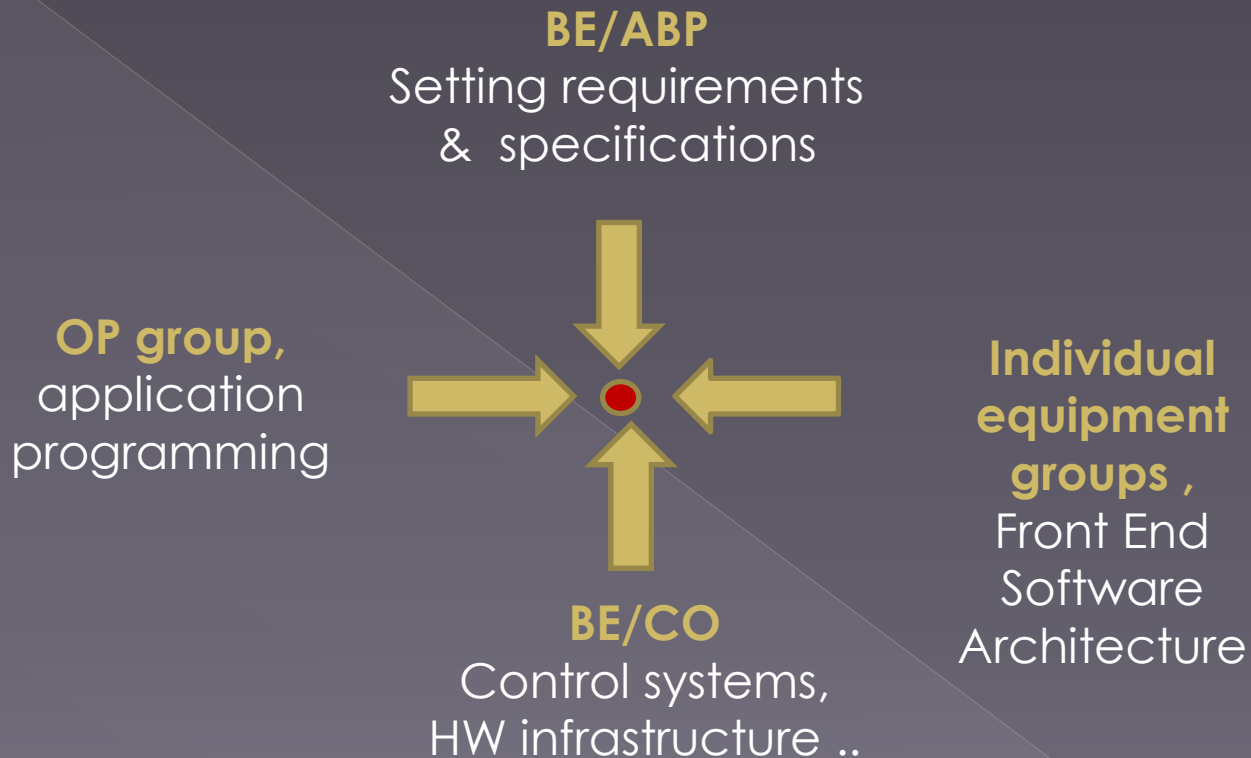 BE/ABP
Setting requirements
& specifications
OP group,
application
programming
Individual
equipment
groups ,
Front End
Software
Architecture
BE/CO
Control systems,
HW infrastructure ..